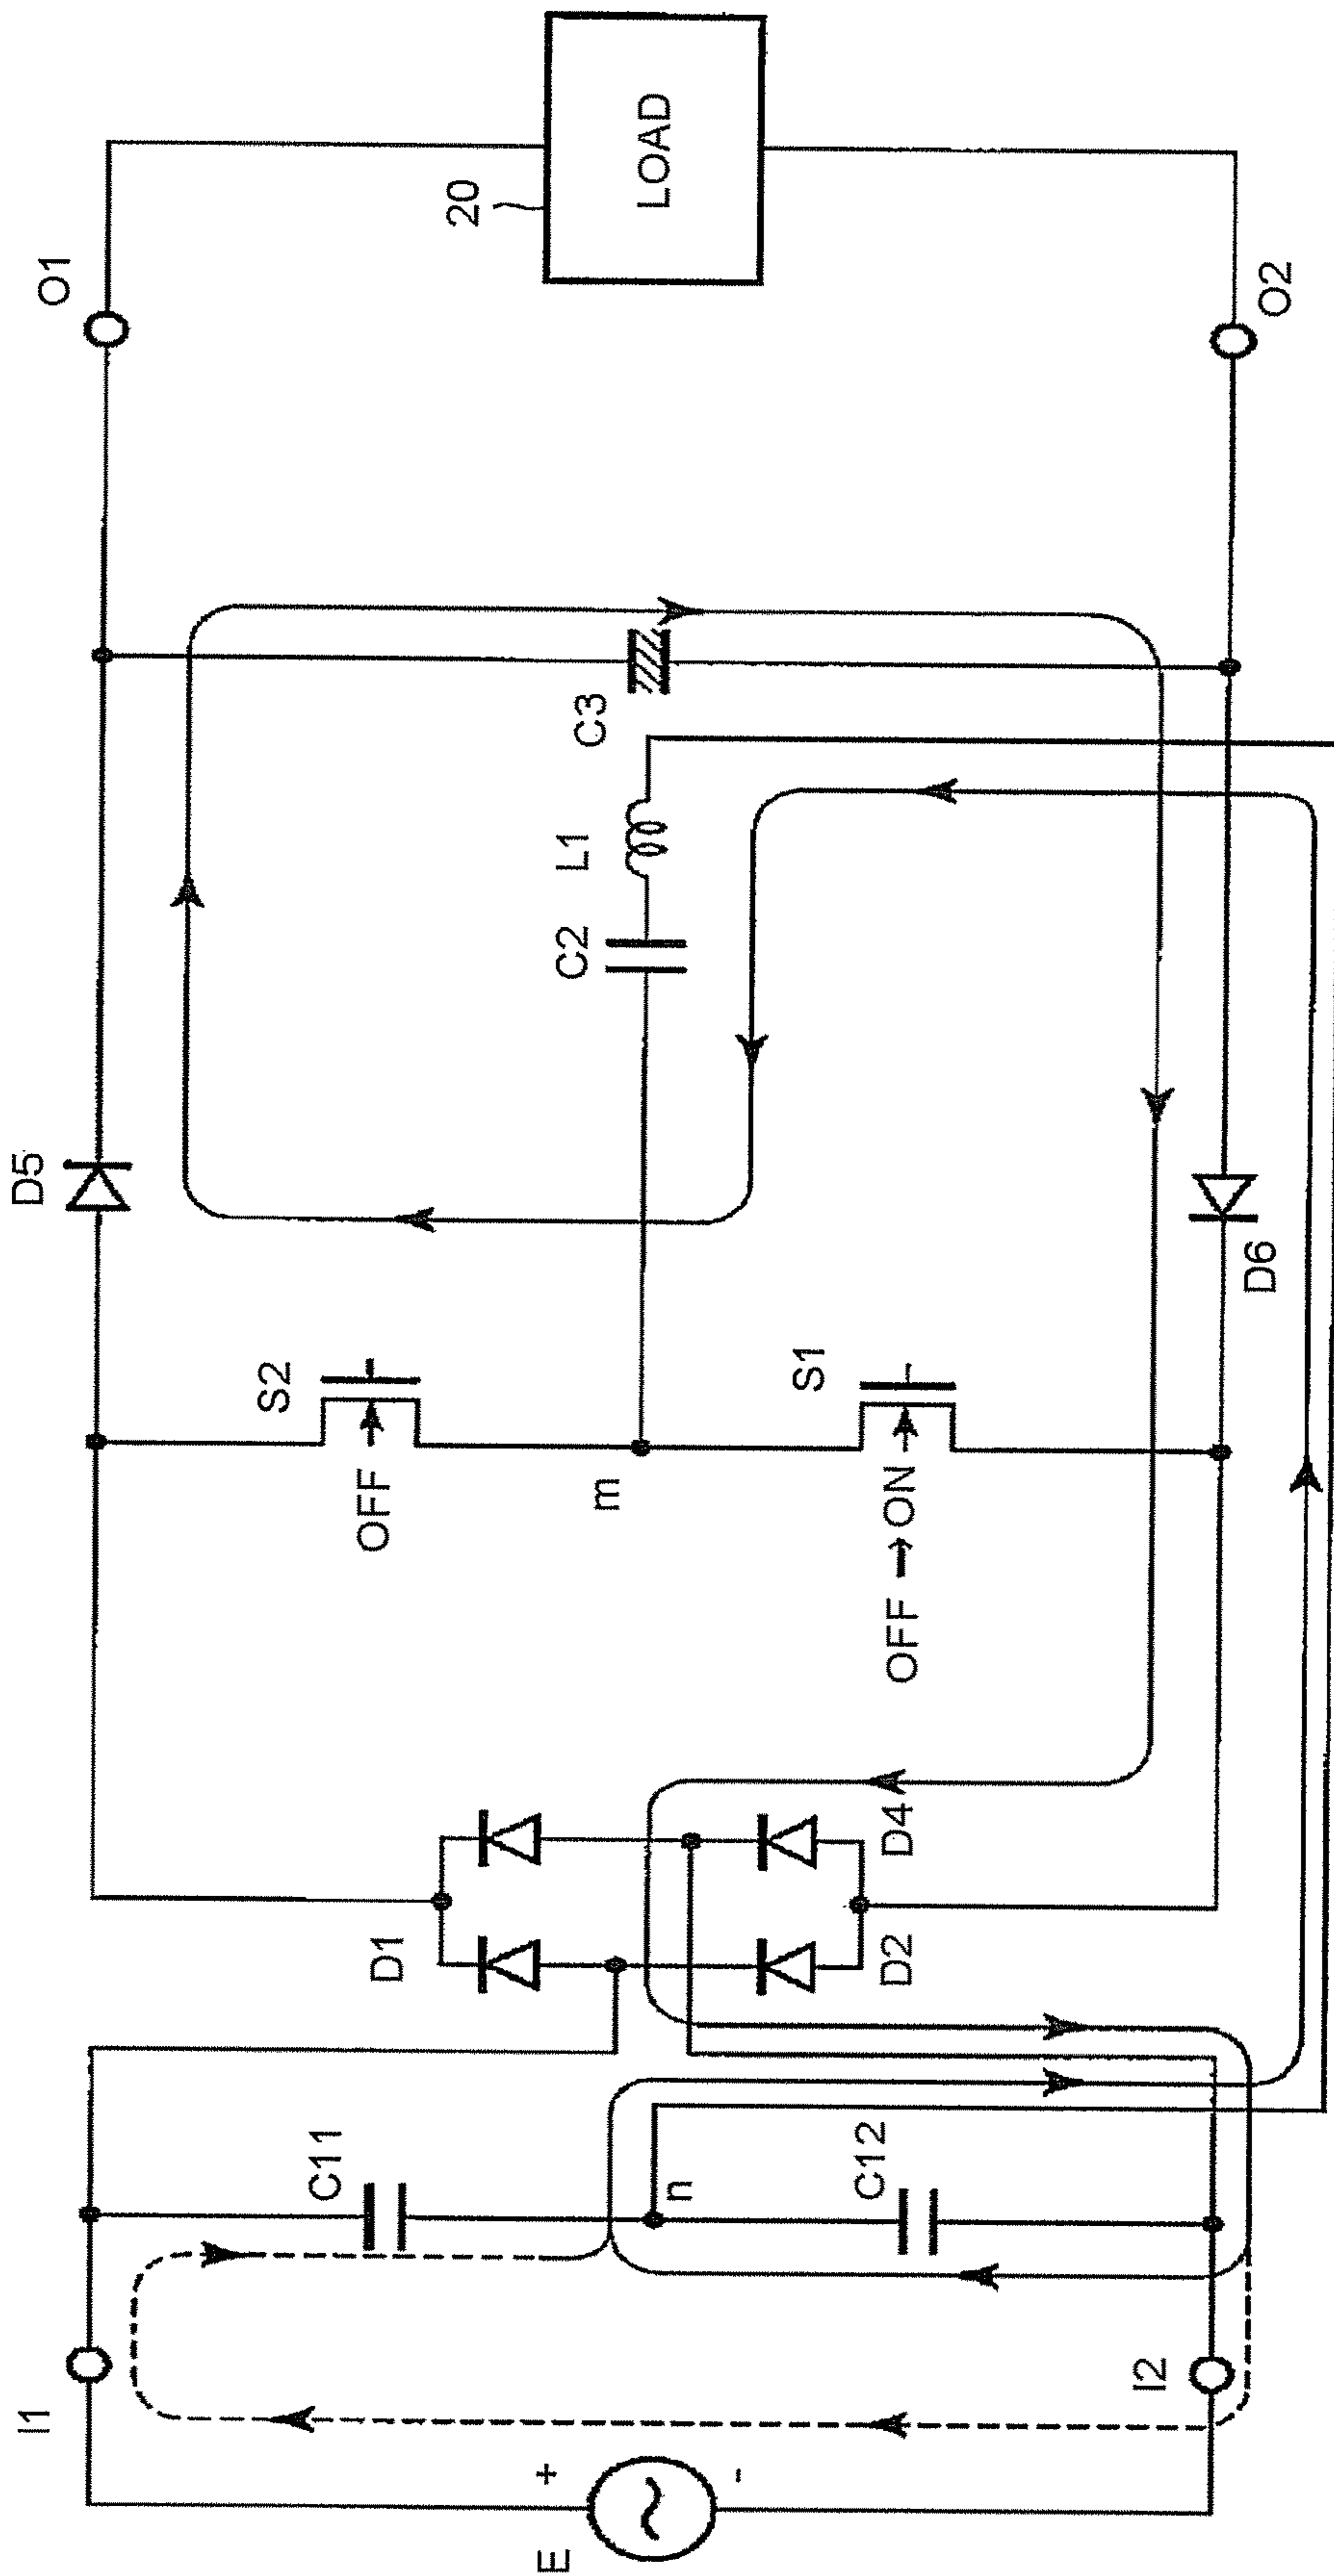 I1
E
+
-
I2
C11
n
C12
D1
D2
D4
S2
OFF
m
S1
OFF → ON
D5
D6
C2
L1
C3
O1
O2
20
LOAD